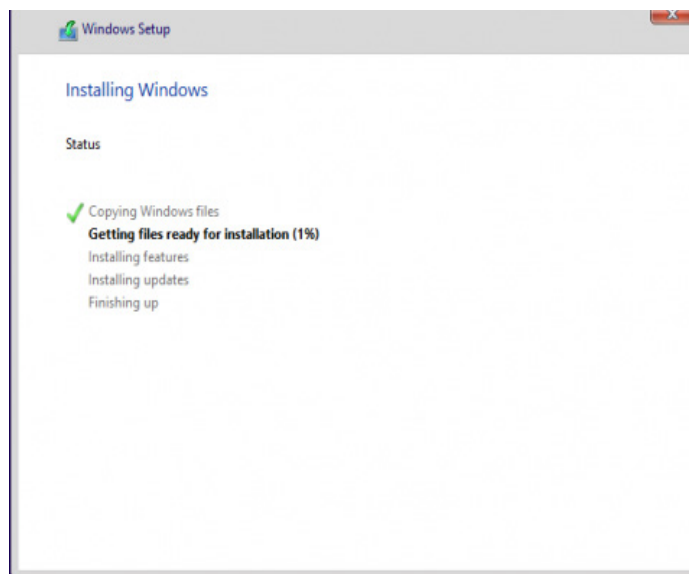 Windows Setup
Installing Windows
Status
Copying Windows files
Getting files ready for installation (1%)
Installing features
Installing updates
Finishing up